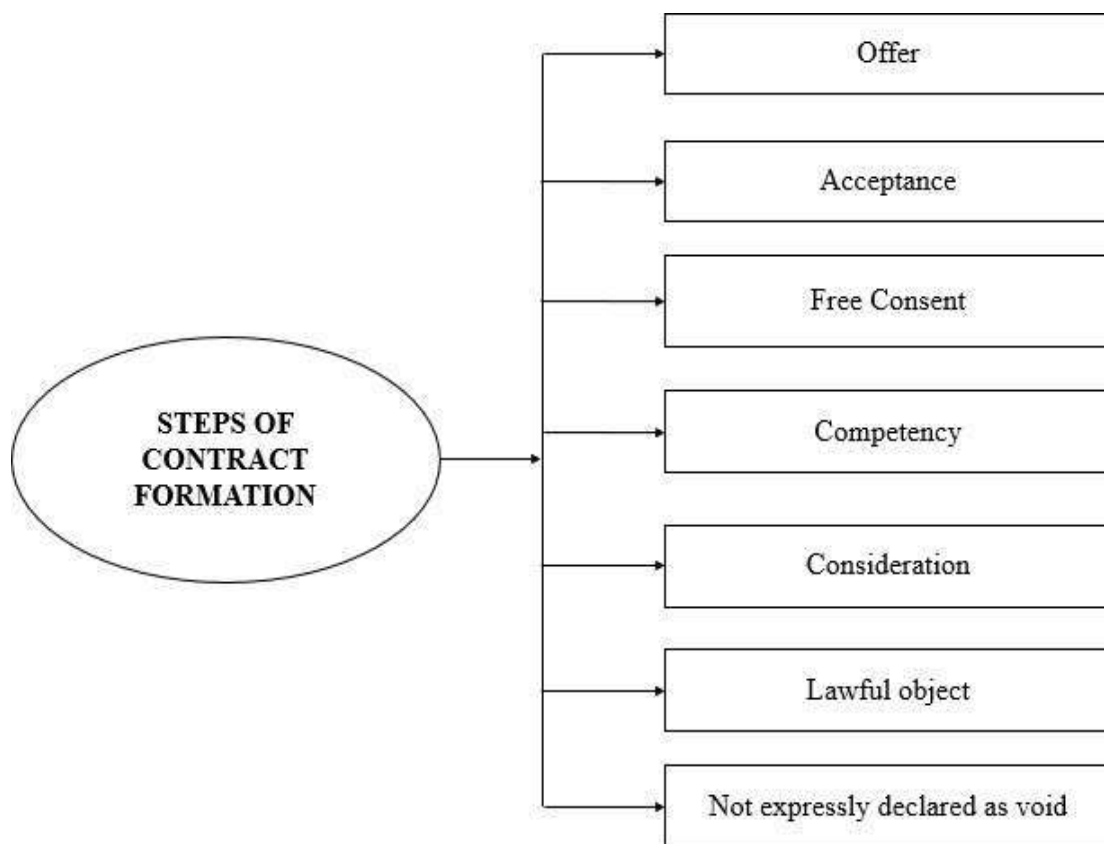 STEPS OF
CONTRACT
FORMATION
Offer
Acceptance
Free Consent
Competency
Consideration
Lawful object
Not expressly declared as void